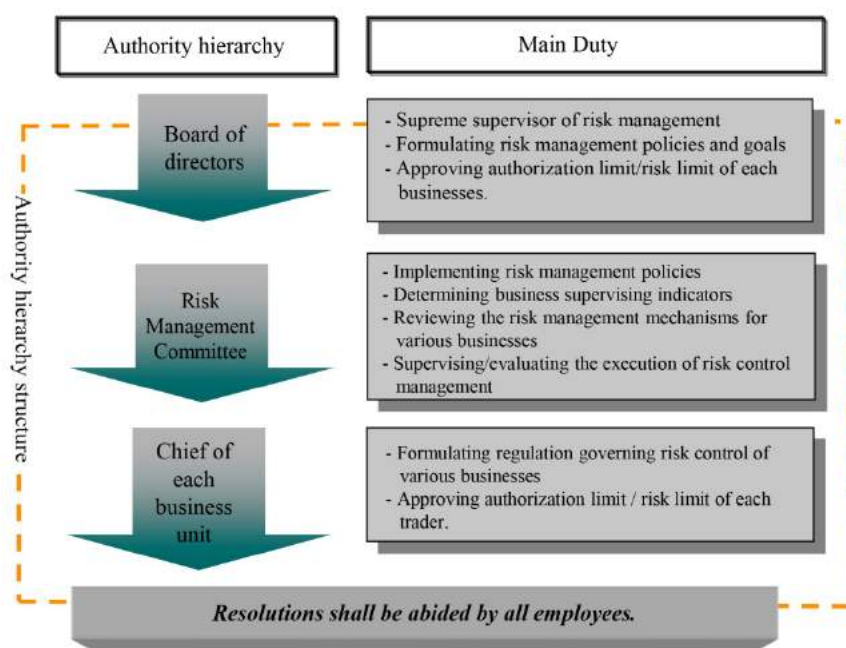 Authority hierarchy
Main Duty
Authority hierarchy structure
Board of
directors
- Supreme supervisor of risk management
- Formulating risk management policies and goals
- Approving authorization limit/risk limit of each
businesses.
Risk
Management
Committee
- Implementing risk management policies
- Determining business supervising indicators
- Reviewing the risk management mechanisms for
various businesses
- Supervising/evaluating the execution of risk control
management
Chief of
each
business
unit
- Formulating regulation governing risk control of
various businesses
- Approving authorization limit / risk limit of each
trader.
Resolutions shall be abided by all employees.